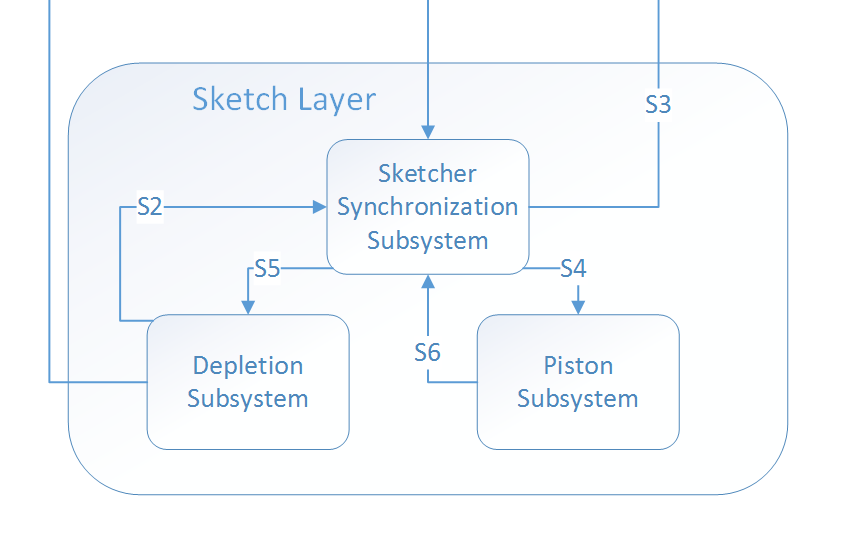 Sketch Layer
S3
Sketcher
Synchronization
Subsystem
S2
S5
S4
S6
Depletion
Subsystem
Piston
Subsystem